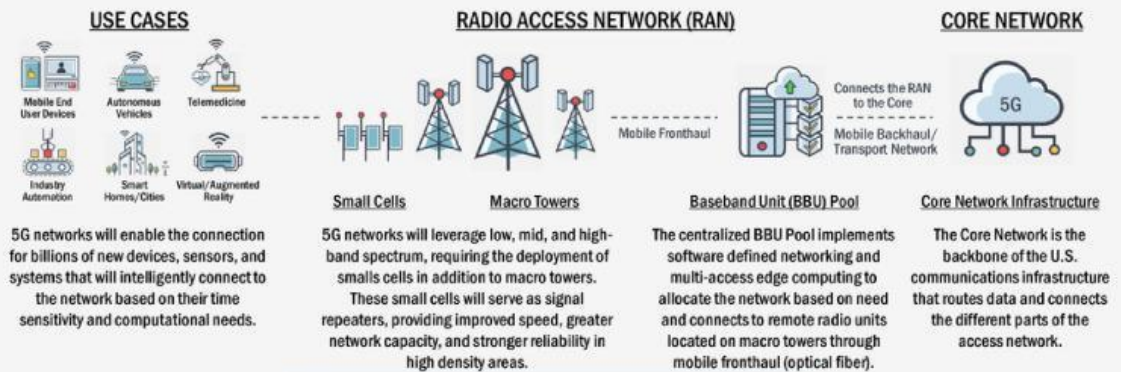 USE CASES
RADIO ACCESS NETWORK (RAN)
CORE NETWORK
Mobile End
User Devices
Autonomous
Vehicles
Telemedicine
Industry
Automation
Smart
Homes/Cities
Virtual/Augmented
Reality
Mobile Fronthaul
Connects the RAN
to the Core
Mobile Backhaul/
Transport Network
5G
5G networks will enable the connection
for billions of new devices, sensors, and
systems that will intelligently connect to
the network based on their time
sensitivity and computational needs.
Small Cells
Macro Towers
5G networks will leverage low, mid, and high-
band spectrum, requiring the deployment of
smalls cells in addition to macro towers.
These small cells will serve as signal
repeaters, providing improved speed, greater
network capacity, and stronger reliability in
high density areas.
Baseband Unit (BBU) Pool
The centralized BBU Pool implements
software defined networking and
multi-access edge computing to
allocate the network based on need
and connects to remote radio units
located on macro towers through
mobile fronthaul (optical fiber).
Core Network Infrastructure
The Core Network is the
backbone of the U.S.
communications infrastructure
that routes data and connects
the different parts of the
access network.